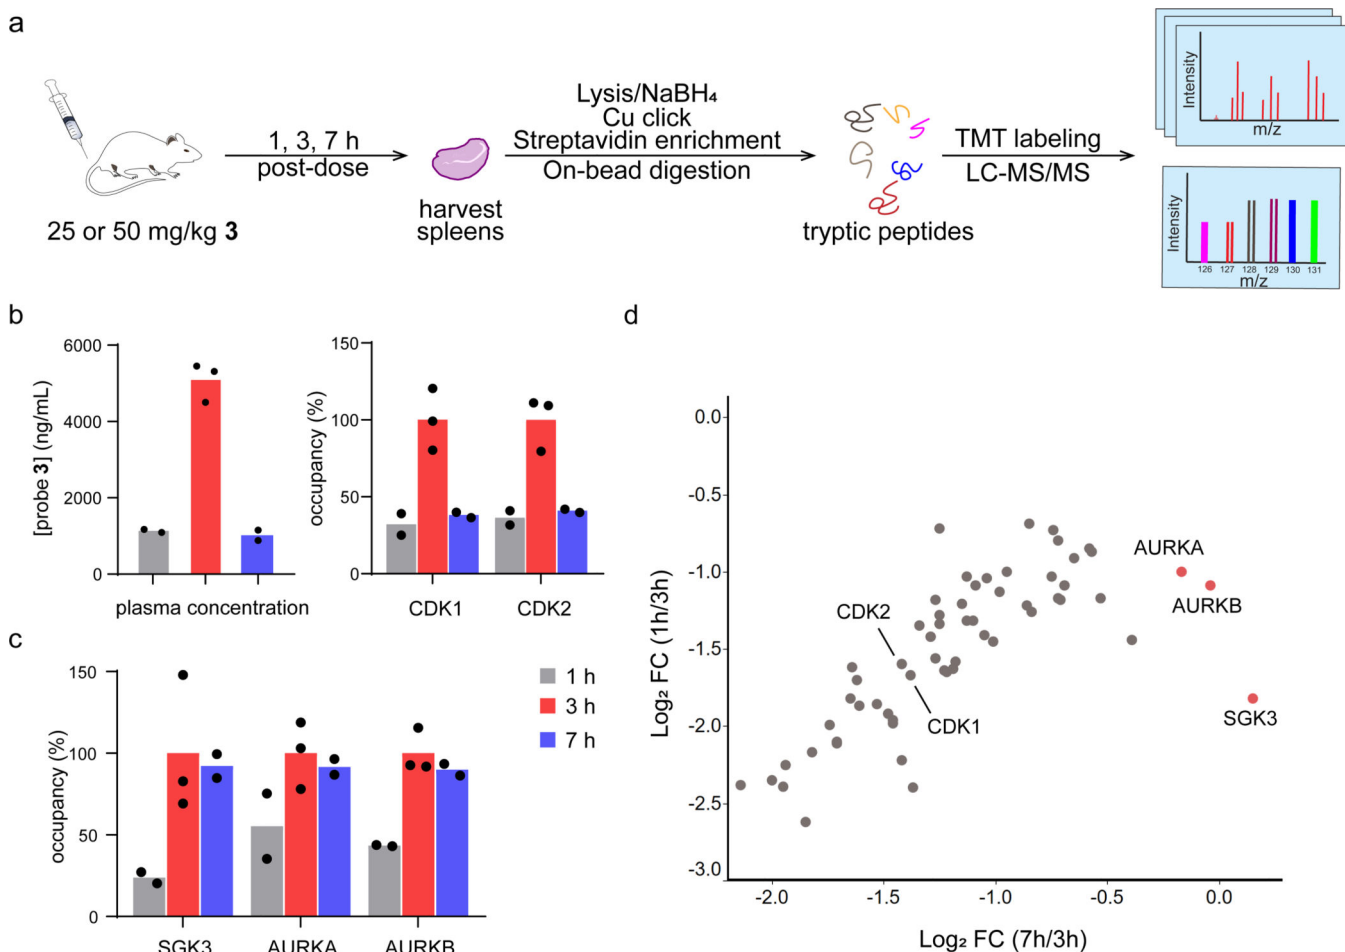 a
25 or 50 mg/kg 3
1, 3, 7 h
post-dose
harvest
spleens
Lysis/NaBH₄
Cu click
Streptavidin enrichment
On-bead digestion
tryptic peptides
TMT labeling
LC-MS/MS
Intensity
m/z
Intensity
126 127 128 129 130 131
m/z
b
[probe 3] (ng/mL)
6000
4000
2000
0
plasma concentration
occupancy (%)
150
100
50
0
CDK1 CDK2
c
occupancy (%)
150
100
50
0
SGK3 AURKA AURKB
1 h
3 h
7 h
d
Log₂ FC (1h/3h)
0.0
-0.5
-1.0
-1.5
-2.0
-2.5
-3.0
AURKA
AURKB
CDK2
CDK1
SGK3
-2.0 -1.5 -1.0 -0.5 0.0
Log₂ FC (7h/3h)